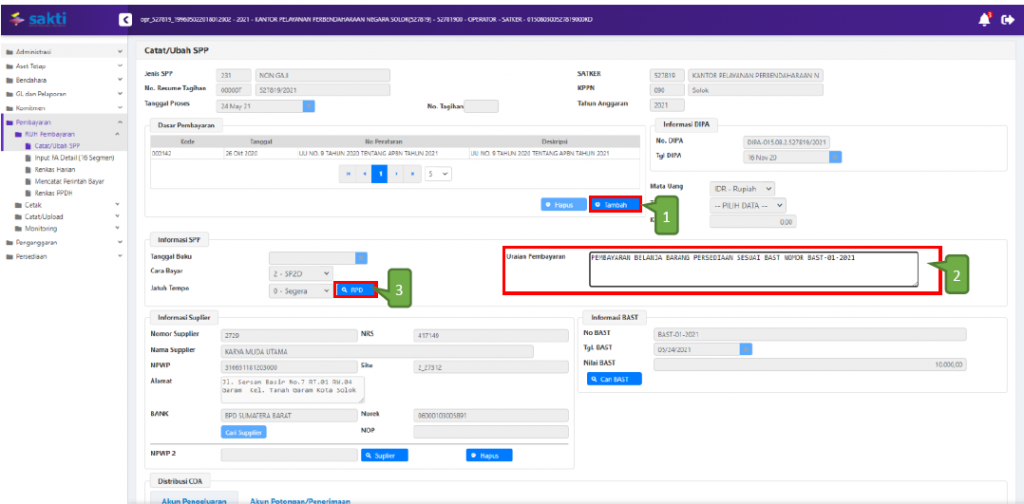 sakti
opr_527819_199605022018012002 - 2021 - KANTOR PELAYANAN PERBENDAHARAAN NEGARA SOLOK(527819) - 52781900 - OPERATOR - SATKER - 015080800527819000KD
Administrasi
Aset Tetap
Bendahara
GL dan Pelaporan
Komitmen
Pembayaran
RUH Pembayaran
Catat/Ubah SPP
Input FA Detail (16 Segmen)
Renkas Harian
Mencatat Perintah Bayar
Renkas PPDH
Cetak
Catat/Upload
Monitoring
Penganggaran
Persediaan
Catat/Ubah SPP
Jenis SPP 231 NON GAJI
No. Resume Tagihan 00000T 527819/2021
Tanggal Proses 24 May 21 No. Tagihan
SATKER 527819 KANTOR PELAYANAN PERBENDAHARAAN N
KPPN 090 Solok
Tahun Anggaran 2021
Dasar Pembayaran
Kode Tanggal No Peraturan Deskripsi
000142 26 Okt 2020 UU NO. 9 TAHUN 2020 TENTANG APBN TAHUN 2021 UU NO. 9 TAHUN 2020 TENTANG APBN TAHUN 2021
1 5
Hapus Tambah
1
Informasi DIPA
No. DIPA DIPA-015.08.2.527819/2021
Tgl DIPA 16 Nov 20
Mata Uang IDR - Rupiah
-- PILIH DATA --
0.00
Informasi SPP
Tanggal Buku
Cara Bayar 2 - SP2D
Jatuh Tempo 0 - Segera RPD
3
Uraian Pembayaran PEMBAYARAN BELANJA BARANG PERSEDIAAN SESUAI BAST NOMOR BAST-01-2021
2
Informasi Suplier
Nomor Supplier 2720 NRS 417140
Nama Supplier KARYA MUDA UTAMA
NPWP 316651161203000 Site 2_27312
Alamat Jl. Sersan Basir No.7 RT.01 RW.04
Garam kel. Tanah Garam Kota Solok
BANK BPD SUMATERA BARAT Norek 06000103005891
Cari Supplier NOP
NPWP 2 Suplier Hapus
Informasi BAST
No BAST BAST-01-2021
Tgl. BAST 05/24/2021
Nilai BAST 10.000,00
Cari BAST
Distribusi COA
Akun Pengeluaran Akun Potongan/Penerimaan